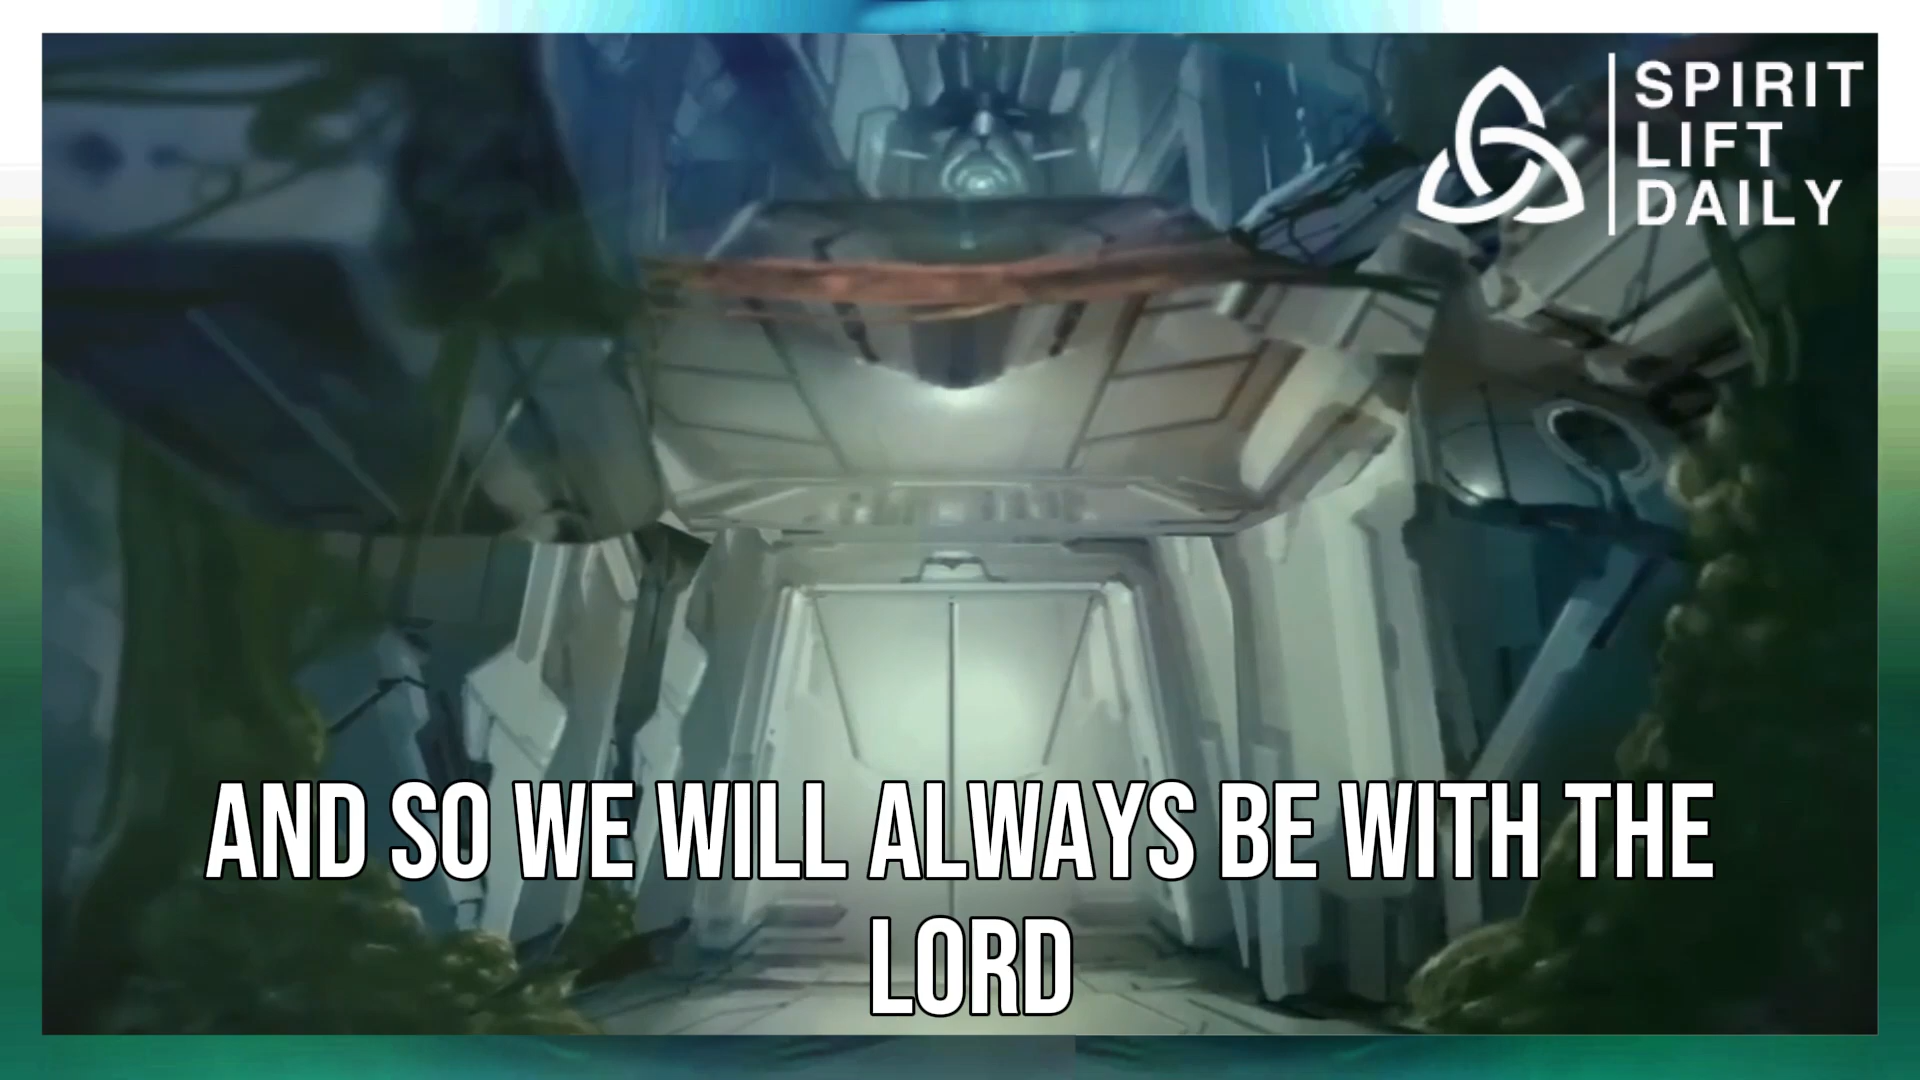 SPIRIT
LIFT
DAILY
AND SO WE WILL ALWAYS BE WITH THE
LORD